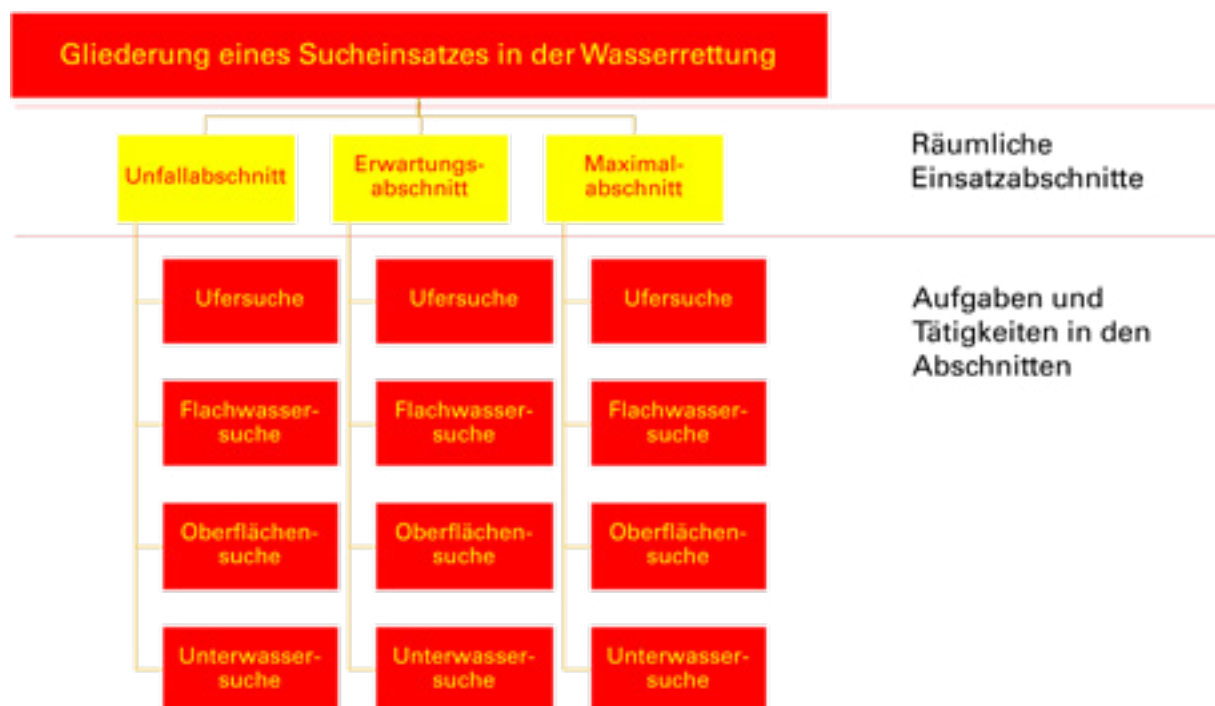 Gliederung eines Sucheinsatzes in der Wasserrettung
Unfallabschnitt
Erwartungs-
abschnitt
Maximal-
abschnitt
Räumliche
Einsatzabschnitte
Ufersuche
Ufersuche
Ufersuche
Aufgaben und
Tätigkeiten in den
Abschnitten
Flachwasser-
suche
Flachwasser-
suche
Flachwasser-
suche
Oberflächen-
suche
Oberflächen-
suche
Oberflächen-
suche
Unterwasser-
suche
Unterwasser-
suche
Unterwasser-
suche